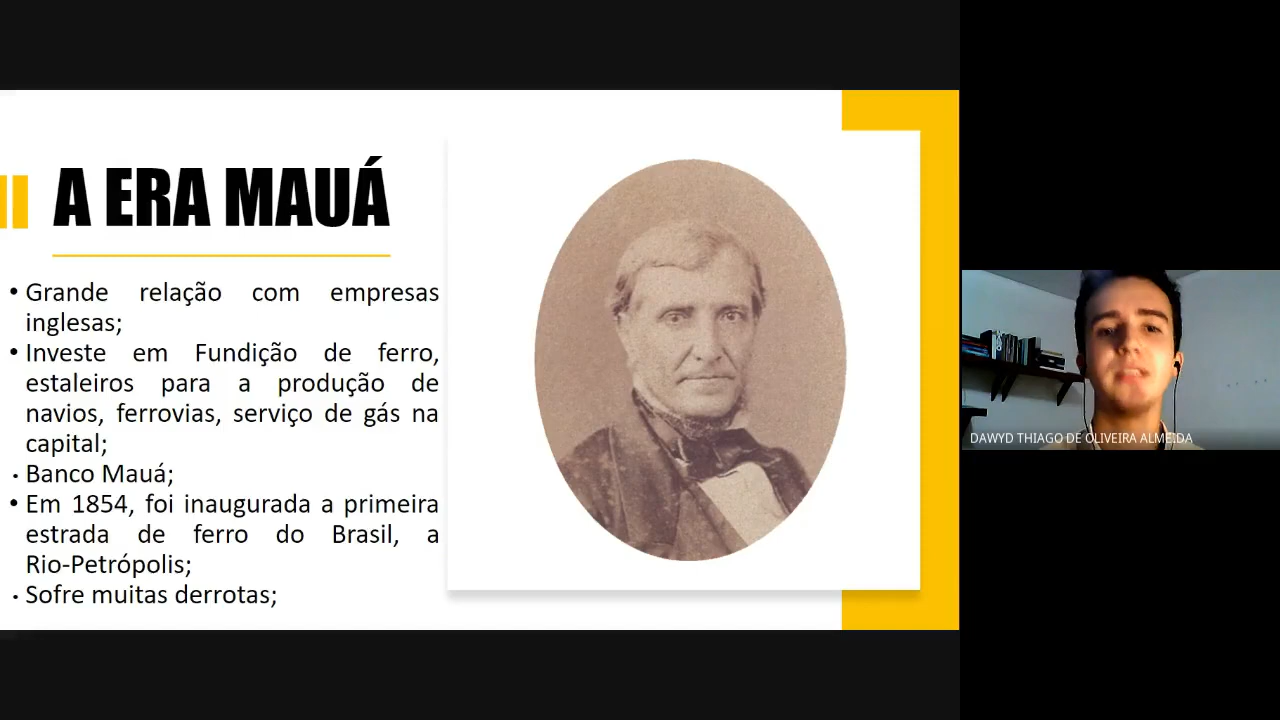 A ERA MAUÁ
• Grande relação com empresas
inglesas;
• Investe em Fundição de ferro,
estaleiros para a produção de
navios, ferrovias, serviço de gás na
capital;
• Banco Mauá;
• Em 1854, foi inaugurada a primeira
estrada de ferro do Brasil, a
Rio-Petrópolis;
• Sofre muitas derrotas;
DAWYD THIAGO DE OLIVEIRA ALMEIDA